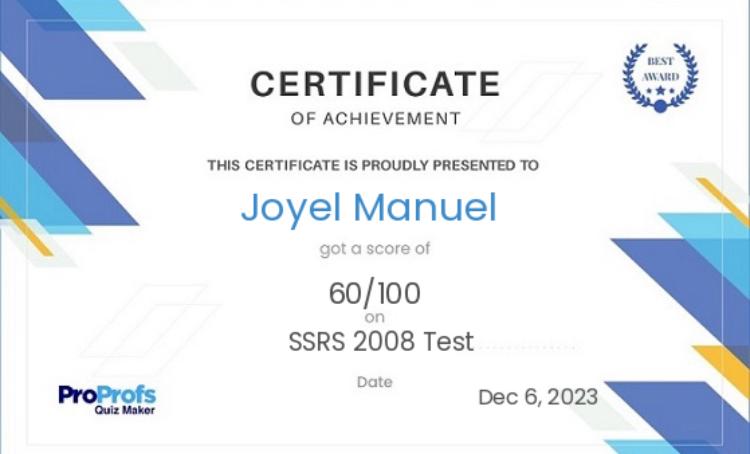 BEST
AWARD
CERTIFICATE
OF ACHIEVEMENT
THIS CERTIFICATE IS PROUDLY PRESENTED TO
Joyel Manuel
got a score of
60/100
on
SSRS 2008 Test
Date
Dec 6, 2023
ProProfs
Quiz Maker